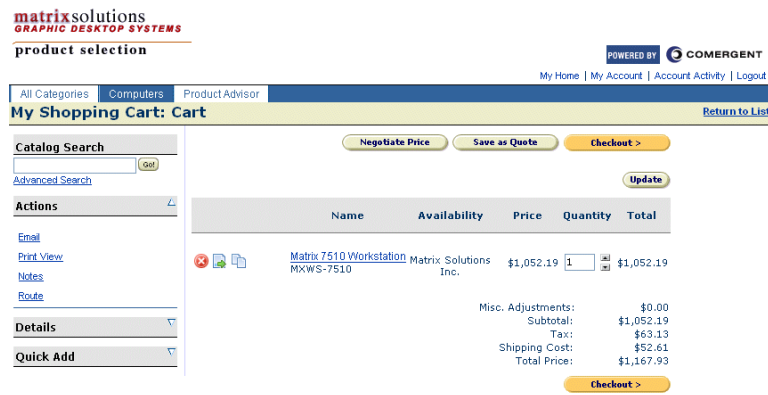 matrixsolutions
GRAPHIC DESKTOP SYSTEMS
product selection
POWERED BY COMERGENT
My Home | My Account | Account Activity | Logout
All Categories Computers Product Advisor
My Shopping Cart: Cart Return to List
Catalog Search
Go!
Advanced Search
Actions
Email
Print View
Notes
Route
Details
Quick Add
Negotiate Price Save as Quote Checkout >
Update
Name Availability Price Quantity Total
Matrix 7510 Workstation Matrix Solutions $1,052.19 1 $1,052.19
MXWS-7510 Inc.
Misc. Adjustments: $0.00
Subtotal: $1,052.19
Tax: $63.13
Shipping Cost: $52.61
Total Price: $1,167.93
Checkout >